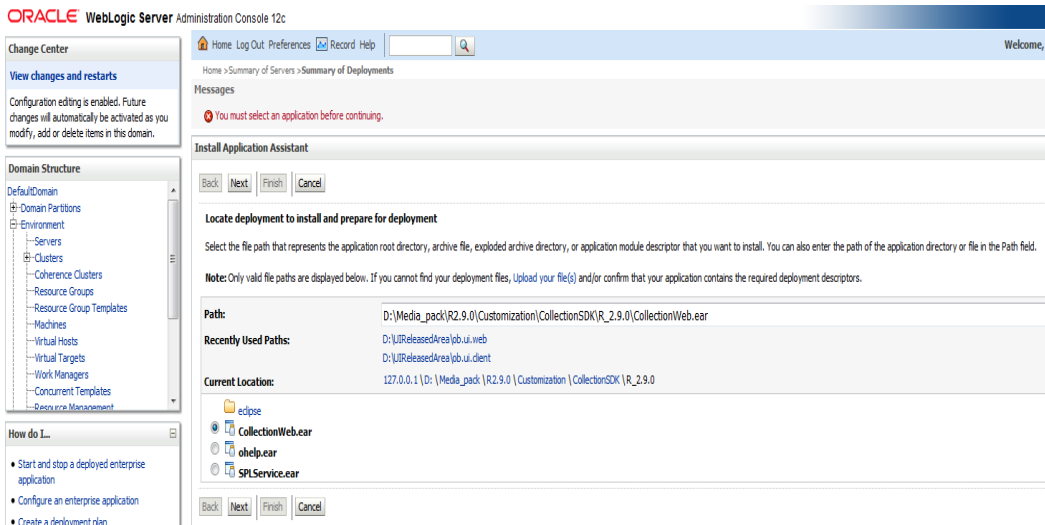 ORACLE WebLogic Server Administration Console 12c
Change Center
View changes and restarts
Configuration editing is enabled. Future
changes will automatically be activated as you
modify, add or delete items in this domain.
Domain Structure
DefaultDomain
Domain Partitions
Environment
Servers
Clusters
Coherence Clusters
Resource Groups
Resource Group Templates
Machines
Virtual Hosts
Virtual Targets
Work Managers
Concurrent Templates
Resource Management
How do I...
Start and stop a deployed enterprise
application
Configure an enterprise application
Create a deployment plan
Home Log Out Preferences Record Help
Welcome,
Home >Summary of Servers >Summary of Deployments
Messages
You must select an application before continuing.
Install Application Assistant
Back Next Finish Cancel
Locate deployment to install and prepare for deployment
Select the file path that represents the application root directory, archive file, exploded archive directory, or application module descriptor that you want to install. You can also enter the path of the application directory or file in the Path field.
Note: Only valid file paths are displayed below. If you cannot find your deployment files, Upload your file(s) and/or confirm that your application contains the required deployment descriptors.
Path: D:\Media_pack\R2.9.0\Customization\CollectionSDK\R_2.9.0\CollectionWeb.ear
Recently Used Paths: D:\UIReleasedArea\ob.ui.web
D:\UIReleasedArea\ob.ui.client
Current Location: 127.0.0.1 \ D: \ Media_pack \ R2.9.0 \ Customization \ CollectionSDK \ R_2.9.0
eclipse
CollectionWeb.ear
ohelp.ear
SPLService.ear
Back Next Finish Cancel